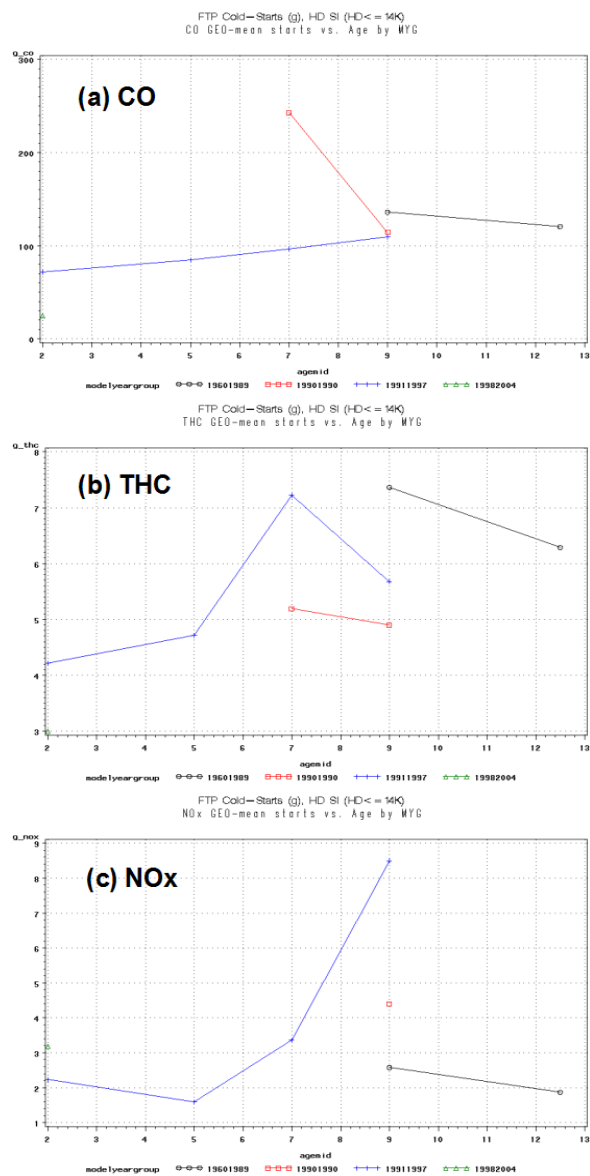 FTP Cold-Starts (g), HD SI (HD<= 14K)
CO GEO-mean starts vs. Age by MYG
g_co
300
(a) CO
200
100
0
2 3 4 5 6 7 8 9 10 11 12 13
agemid
modelyeargroup 19601989 19901990 19911997 19982004
FTP Cold-Starts (g), HD SI (HD<= 14K)
THC GEO-mean starts vs. Age by MYG
g_thc
8
(b) THC
7
6
5
4
3
2 3 4 5 6 7 8 9 10 11 12 13
agemid
modelyeargroup 19601989 19901990 19911997 19982004
FTP Cold-Starts (g), HD SI (HD<= 14K)
NOx GEO-mean starts vs. Age by MYG
g_nox
9
(c) NOx
8
7
6
5
4
3
2
1
2 3 4 5 6 7 8 9 10 11 12 13
agemid
modelyeargroup 19601989 19901990 19911997 19982004